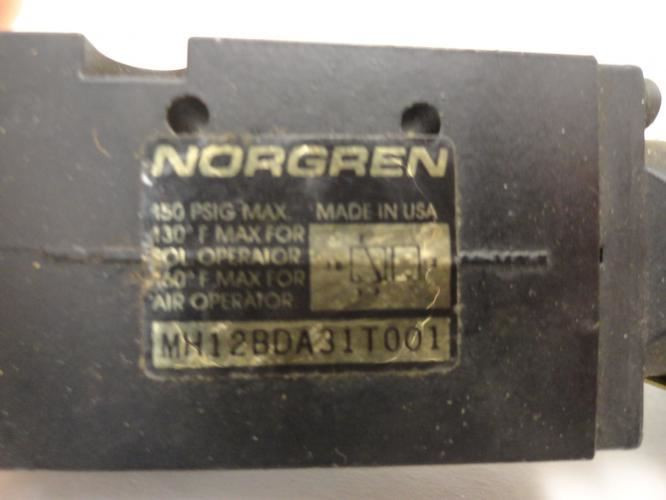 NORGREN
150 PSIG MAX. MADE IN USA
130° F MAX FOR
SOL OPERATOR
F MAX FOR
AIR OPERATOR
MH12BDA31T001